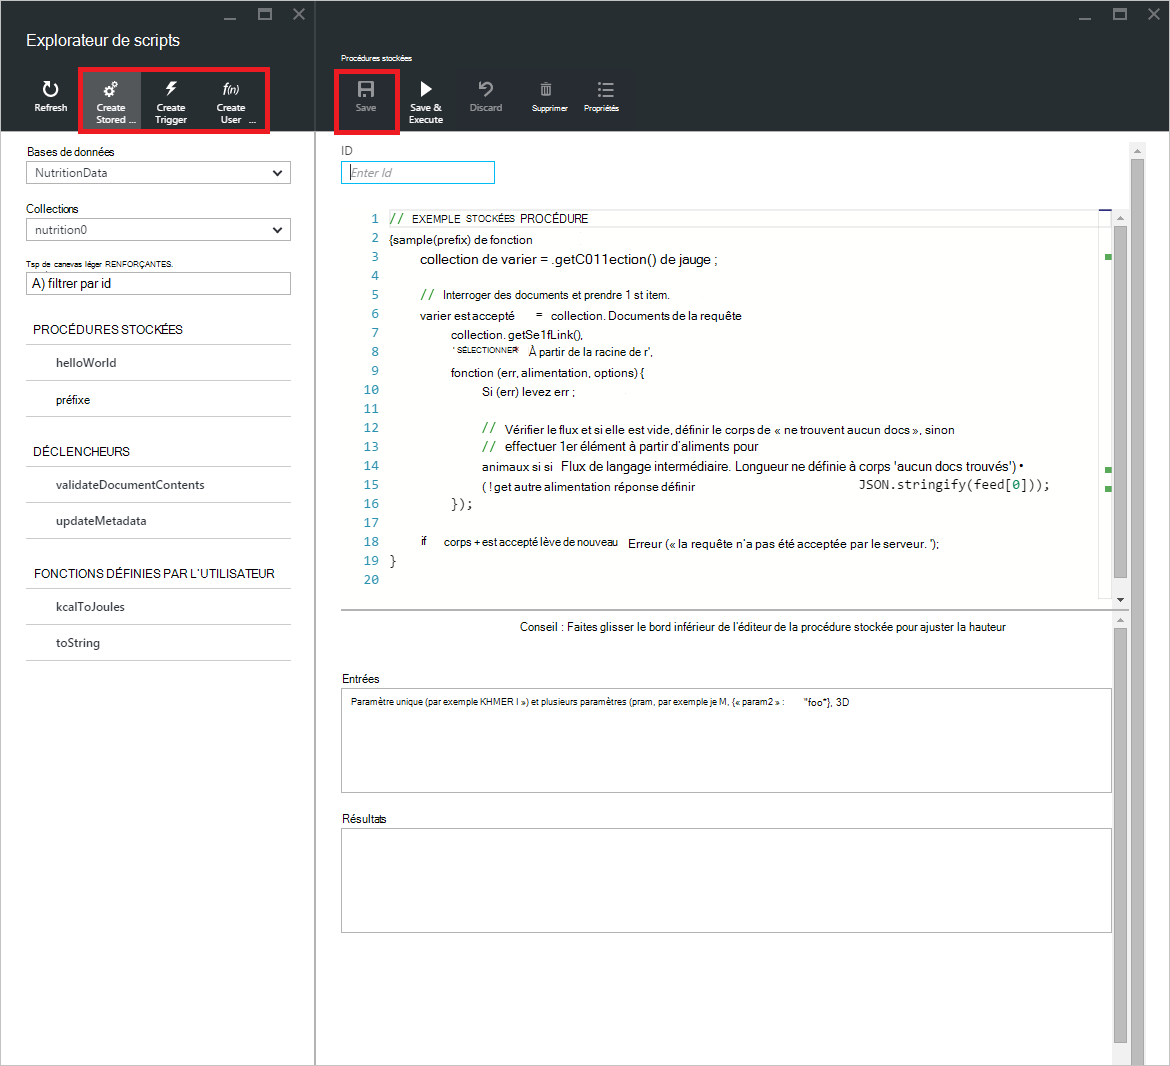 Explorateur de scripts
Refresh
Create Stored ...
Create Trigger
f(n)
Create User ...
Bases de données
NutritionData
Collections
nutrition0
Tsp de canevas léger RENFORÇANTES.
A) filtrer par id
PROCÉDURES STOCKÉES
helloWorld
préfixe
DÉCLENCHEURS
validateDocumentContents
updateMetadata
FONCTIONS DÉFINIES PAR L'UTILISATEUR
kcalToJoules
toString
Procédures stockées
Save
Save & Execute
Discard
Supprimer
Propriétés
ID
Enter Id
1 // EXEMPLE STOCKÉES PROCÉDURE
2 {sample(prefix) de fonction
3 collection de varier = .getC011ection() de jauge ;
4
5 // Interroger des documents et prendre 1 st item.
6 varier est accepté = collection. Documents de la requête
7 collection. getSe1fLink(),
8 ' SÉLECTIONNER À partir de la racine de r',
9 fonction (err, alimentation, options) {
10 Si (err) levez err ;
11
12 // Vérifier le flux et si elle est vide, définir le corps de « ne trouvent aucun docs », sinon
13 // effectuer 1er élément à partir d'aliments pour
14 animaux si si Flux de langage intermédiaire. Longueur ne définie à corps 'aucun docs trouvés') •
15 ( ! get autre alimentation réponse définir JSON.stringify(feed[0]));
16 });
17
18 if corps + est accepté lève de nouveau Erreur (« la requête n'a pas été acceptée par le serveur. ');
19 }
20
Conseil : Faites glisser le bord inférieur de l'éditeur de la procédure stockée pour ajuster la hauteur
Entrées
Paramètre unique (par exemple KHMER I ») et plusieurs paramètres (pram, par exemple je M, {« param2 » : "foo*}, 3D
Résultats